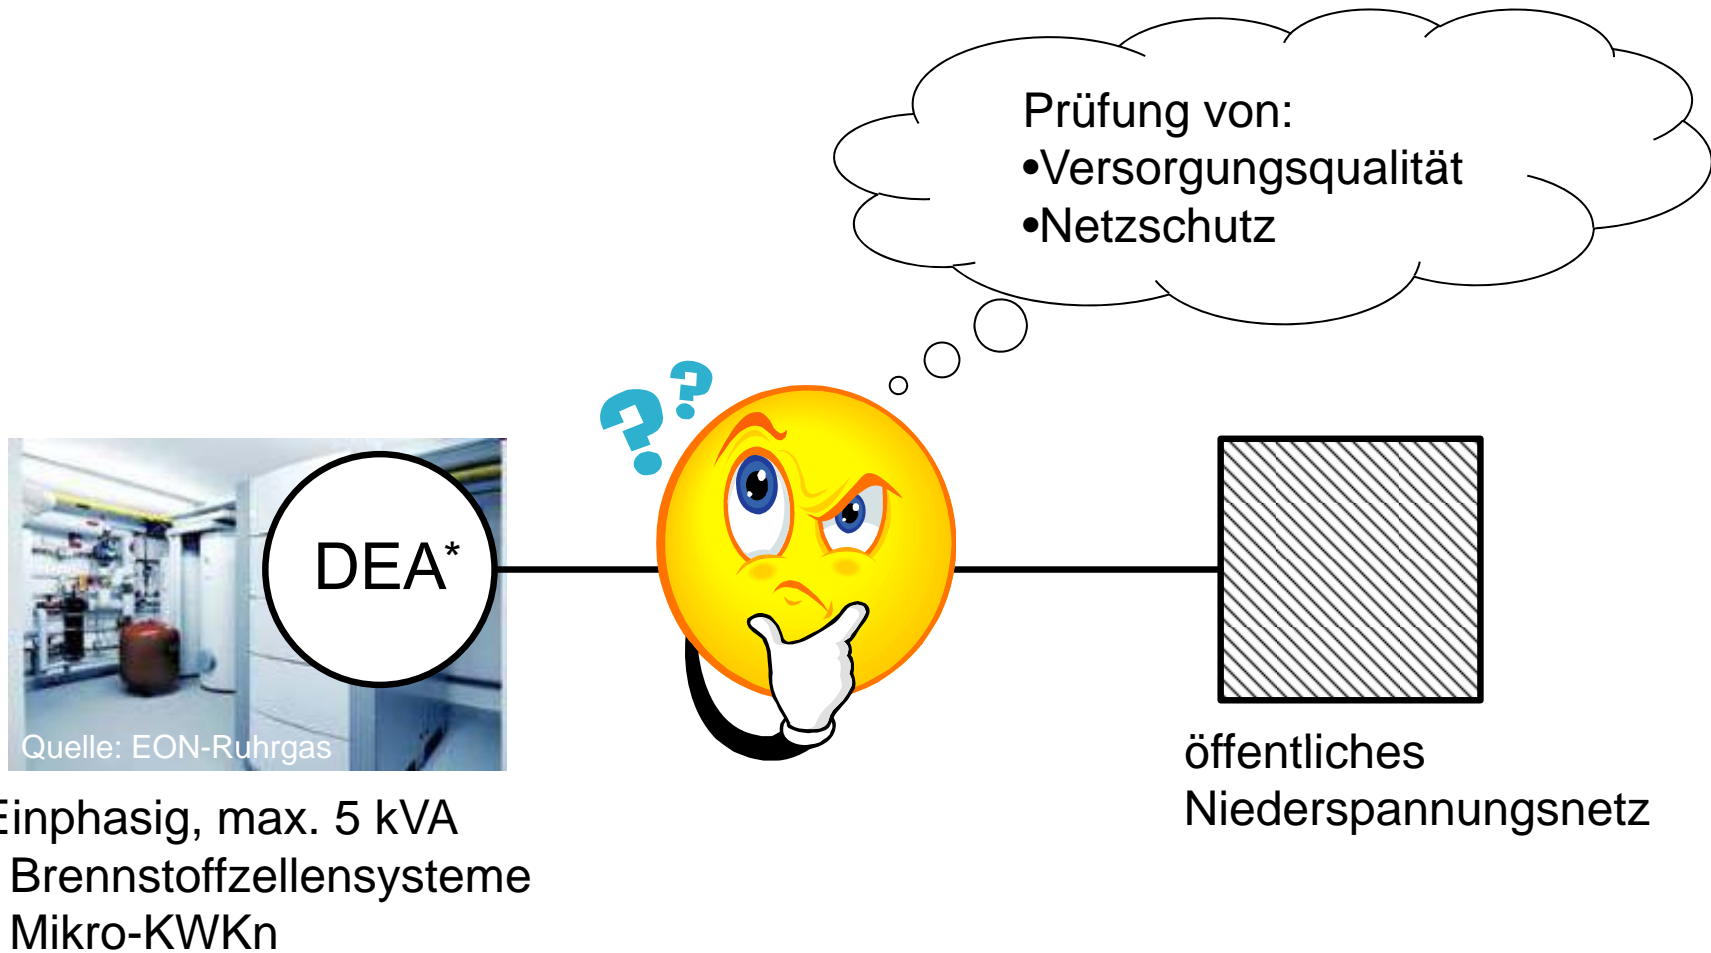 Prüfung von:
•Versorgungsqualität
•Netzschutz
? ?
DEA*
Quelle: EON-Ruhrgas
Einphasig, max. 5 kVA
Brennstoffzellensysteme
Mikro-KWKn
öffentliches
Niederspannungsnetz